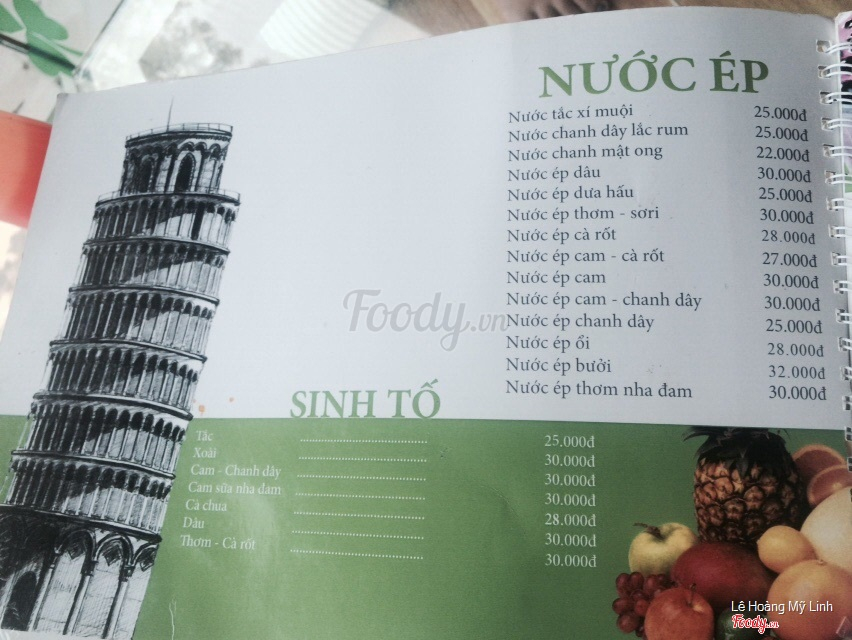 NƯỚC ÉP
Nước tắc xí muội 25.000đ
Nước chanh dây lắc rum 25.000đ
Nước chanh mật ong 22.000đ
Nước ép dâu 30.000đ
Nước ép dưa hấu 25.000đ
Nước ép thơm - sơri 30.000đ
Nước ép cà rốt 28.000đ
Nước ép cam - cà rốt 27.000đ
Nước ép cam 30.000đ
Nước ép cam - chanh dây 30.000đ
Nước ép chanh dây 25.000đ
Nước ép ổi 28.000đ
Nước ép bưởi 32.000đ
Nước ép thơm nha đam 30.000đ
Foody.vn
SINH TỐ
Tắc 25.000đ
Xoài 30.000đ
Cam - Chanh dây 30.000đ
Cam sữa nha đam 30.000đ
Cà chua 28.000đ
Dâu 30.000đ
Thơm - Cà rốt 30.000đ
Lê Hoàng Mỹ Linh
Foody.vn